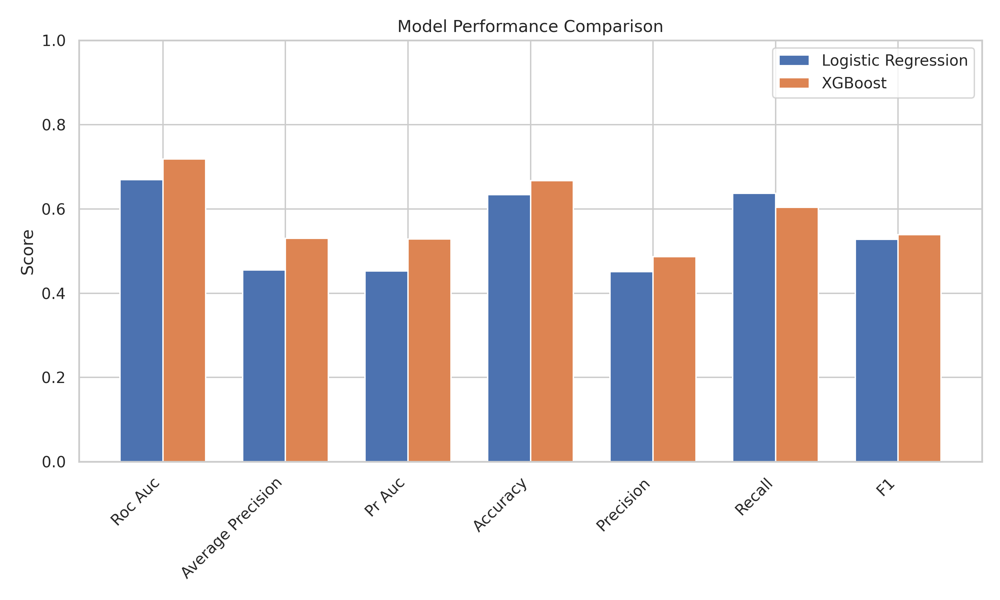 Model Performance Comparison
1.0
0.8
0.6
0.4
0.2
0.0
Score
Logistic Regression
XGBoost
Roc Auc
Average Precision
Pr Auc
Accuracy
Precision
Recall
F1